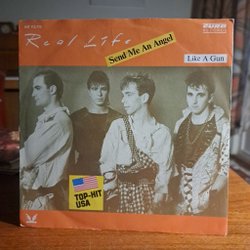 Real Life
Send Me An Angel
Like A Gun
TOP-HIT
USA